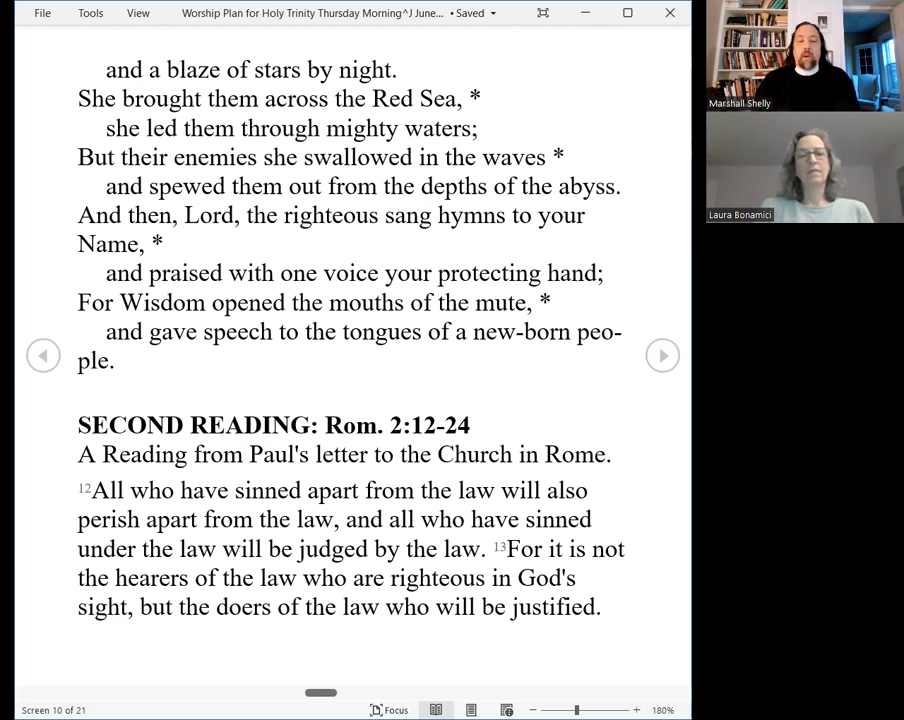 File Tools View Worship Plan for Holy Trinity Thursday Morning^J June... • Saved
and a blaze of stars by night.
She brought them across the Red Sea, *
she led them through mighty waters;
But their enemies she swallowed in the waves *
and spewed them out from the depths of the abyss.
And then, Lord, the righteous sang hymns to your
Name, *
and praised with one voice your protecting hand;
For Wisdom opened the mouths of the mute, *
and gave speech to the tongues of a new-born peo-
ple.
SECOND READING: Rom. 2:12-24
A Reading from Paul's letter to the Church in Rome.
12All who have sinned apart from the law will also
perish apart from the law, and all who have sinned
under the law will be judged by the law. 13For it is not
the hearers of the law who are righteous in God's
sight, but the doers of the law who will be justified.
Screen 10 of 21 Focus 180%
Marshall Shelly
Laura Bonamici